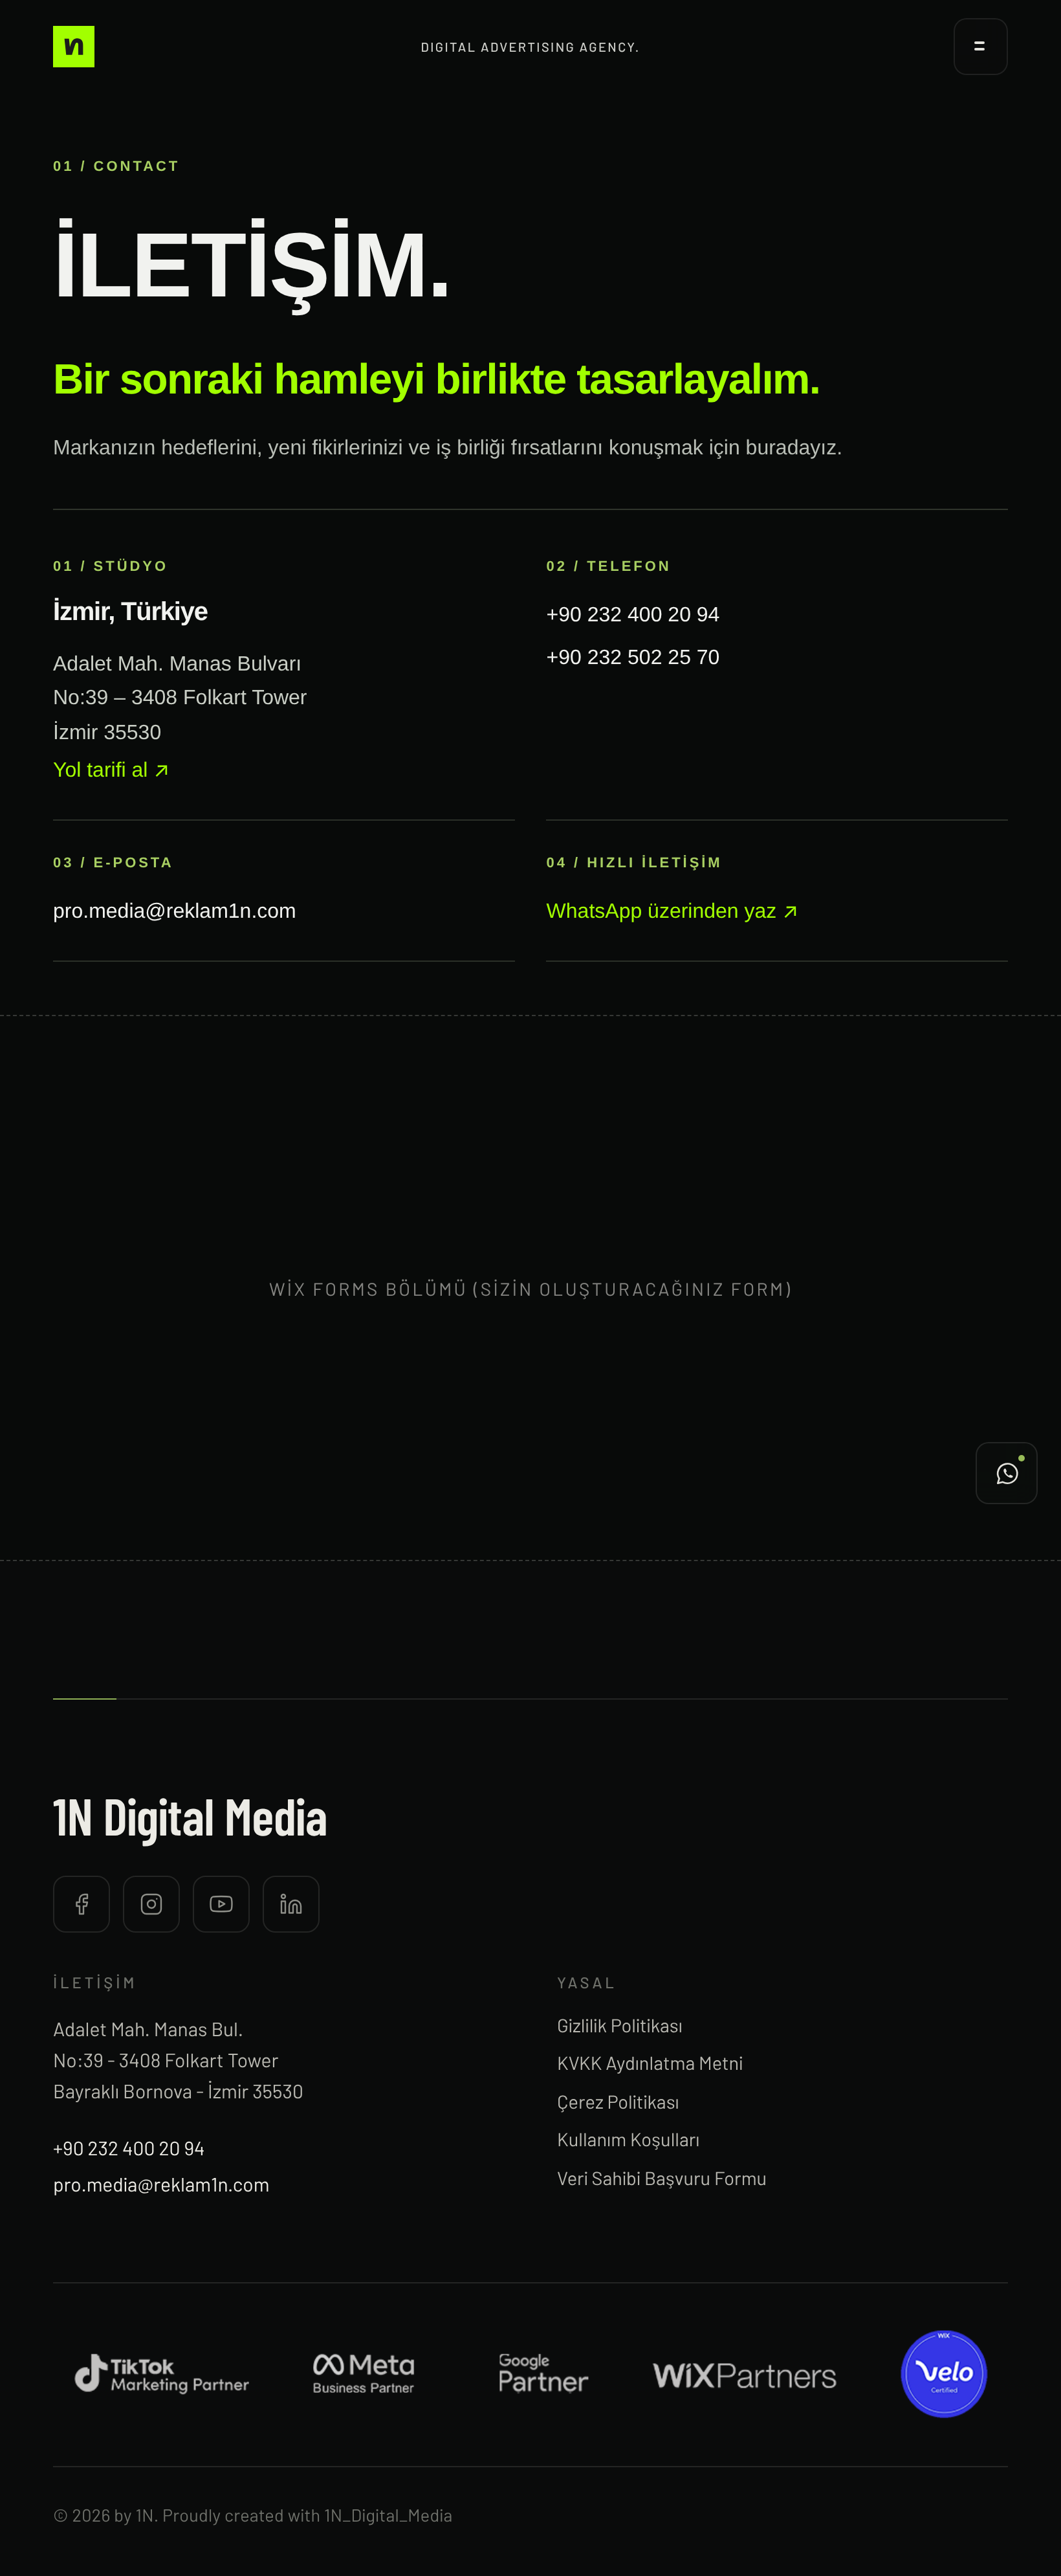 n
DIGITAL ADVERTISING AGENCY.
01 / CONTACT
İLETİŞİM.
Bir sonraki hamleyi birlikte tasarlayalım.
Markanızın hedeflerini, yeni fikirlerinizi ve iş birliği fırsatlarını konuşmak için buradayız.
01 / STÜDYO
İzmir, Türkiye
Adalet Mah. Manas Bulvarı
No:39 – 3408 Folkart Tower
İzmir 35530
Yol tarifi al ↗
02 / TELEFON
+90 232 400 20 94
+90 232 502 25 70
03 / E-POSTA
pro.media@reklam1n.com
04 / HIZLI İLETİŞİM
WhatsApp üzerinden yaz ↗
WİX FORMS BÖLÜMÜ (SİZİN OLUŞTURACAĞINIZ FORM)
1N Digital Media
İLETİŞİM
Adalet Mah. Manas Bul.
No:39 - 3408 Folkart Tower
Bayraklı Bornova - İzmir 35530
+90 232 400 20 94
pro.media@reklam1n.com
YASAL
Gizlilik Politikası
KVKK Aydınlatma Metni
Çerez Politikası
Kullanım Koşulları
Veri Sahibi Başvuru Formu
TikTok
Marketing Partner
Meta
Business Partner
Google
Partner
WiXPartners
WiX
velo
Certified
© 2026 by 1N. Proudly created with 1N_Digital_Media